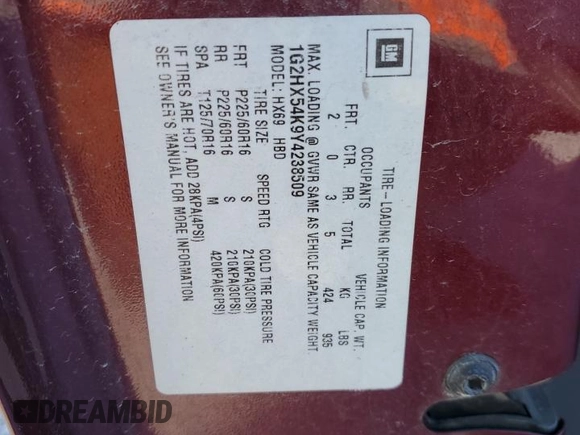 GM
TIRE-LOADING INFORMATION
OCCUPANTS VEHICLE CAP. WT.
FRT. CTR. RR. TOTAL KG LBS
2 0 3 5 424 935
MAX. LOADING @ GVWR SAME AS VEHICLE CAPACITY WEIGHT.
1G2HX54K9Y4238509
MODEL: HX69 HBD
TIRE SIZE SPEED RTG COLD TIRE PRESSURE
FRT P225/60R16 S 210KPA(30PSI)
RR P225/60R16 S 210KPA(30PSI)
SPA T125/70R16 M 420KPA(60PSI)
IF TIRES ARE HOT, ADD 28KPA(4PSI)
SEE OWNER'S MANUAL FOR MORE INFORMATION
DREAMBID